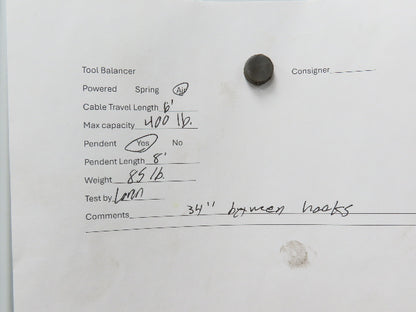 Tool Balancer
Consigner
Powered Spring Air
Cable Travel Length 6'
Max capacity 400 lb.
Pendent Yes No
Pendent Length 8'
Weight 85 lb.
Test by
Comments 34" between hooks